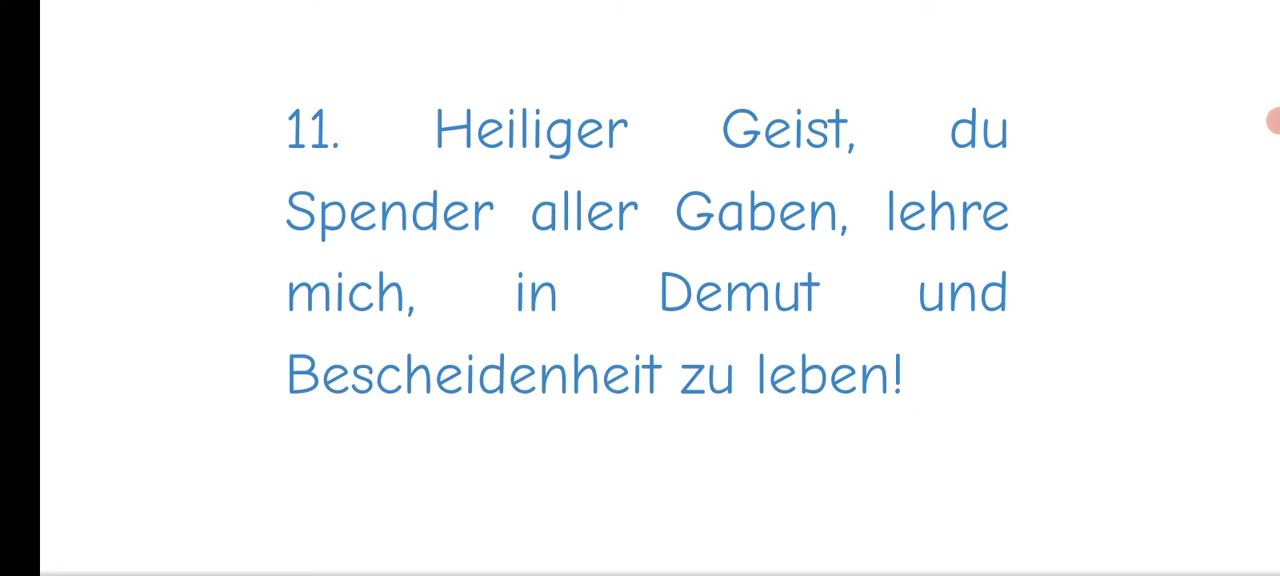 11. Heiliger Geist, du
Spender aller Gaben, lehre
mich, in Demut und
Bescheidenheit zu leben!